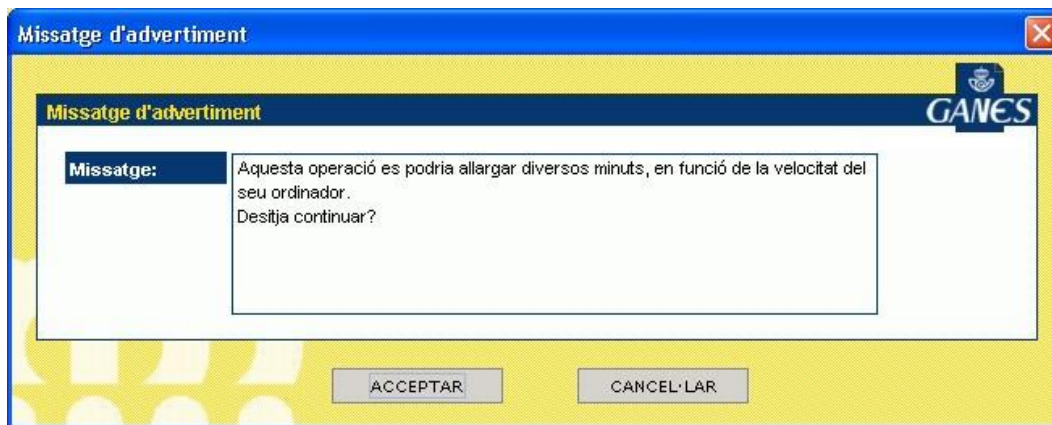 Missatge d'advertiment
Missatge d'advertiment
GANES
Missatge:
Aquesta operació es podria allargar diversos minuts, en funció de la velocitat del
seu ordinador.
Desitja continuar?
ACCEPTAR
CANCEL·LAR